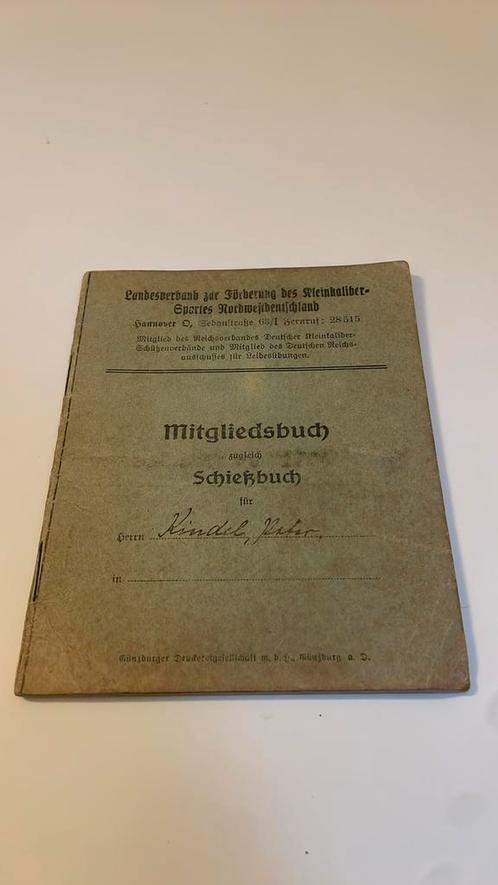 Landesverband zur Förderung des Kleinkaliber-
Sportes Nordwestdeutschland
Hannover O, Sedanstraße 63/I Fernruf: 28515
Mitglied des Reichsverbandes Deutscher Kleinkaliber-
Schützenverbände und Mitglied des Deutschen Reichs-
ausschusses für Leibesübungen.
Mitgliedsbuch
zugleich
Schießbuch
für
Herrn Kindel, Peter.
in
Günzburger Druckereigesellschaft m. b. H., Günzburg a. D.